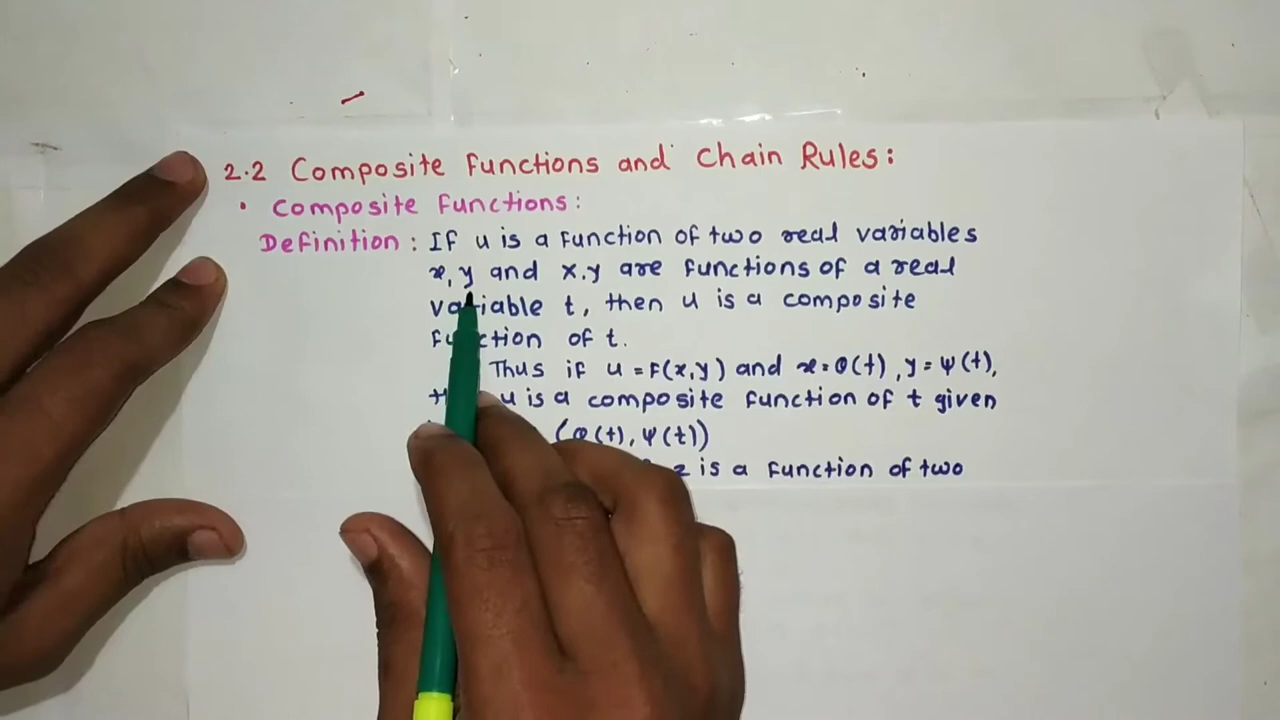 2.2 Composite Functions and Chain Rules:
• Composite Functions:
Definition: If u is a function of two real variables
x, y and x.y are functions of a real
variable t, then u is a composite
function of t.
Thus if u = F(x,y) and x = Φ(t), y = Ψ(t),
u is a composite function of t given
(Φ(t), Ψ(t))
z is a function of two